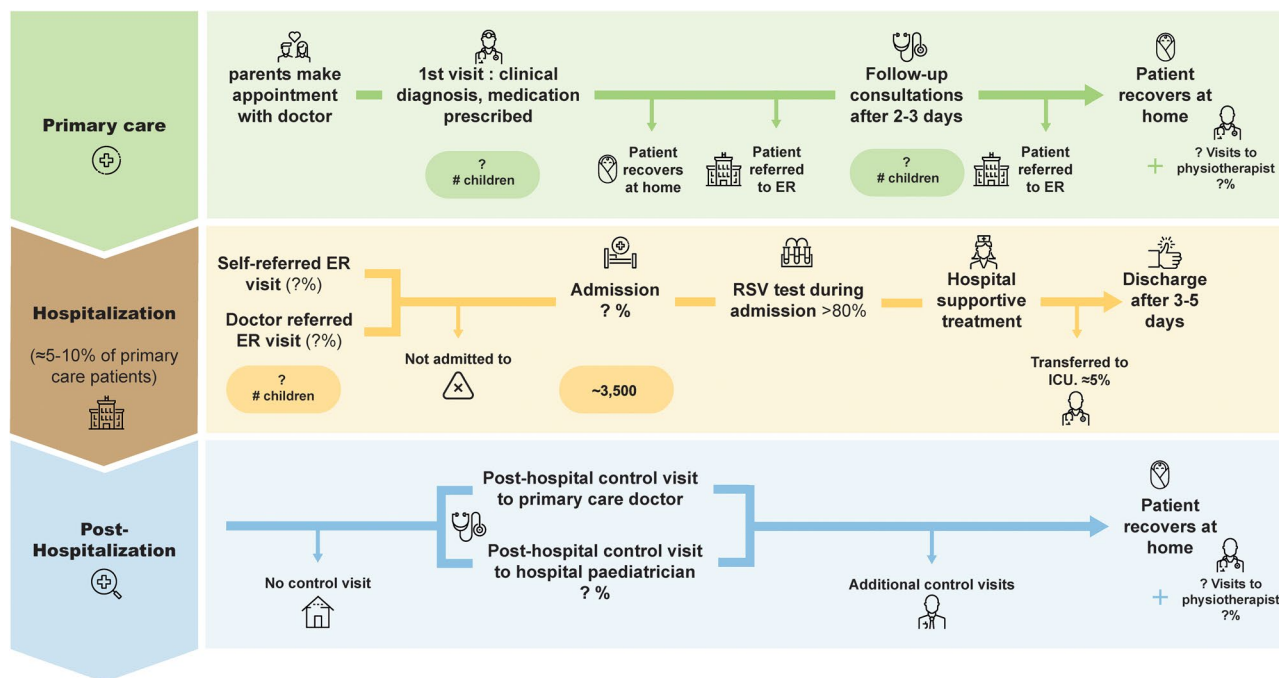 Primary care
parents make
appointment
with doctor
1st visit : clinical
diagnosis, medication
prescribed
?
# children
Patient
recovers
at home
Patient
referred
to ER
Follow-up
consultations
after 2-3 days
?
# children
Patient
referred
to ER
Patient
recovers at
home
+
? Visits to
physiotherapist
?%
Hospitalization
(≈5-10% of primary
care patients)
Self-referred ER
visit (?%)
Doctor referred
ER visit (?%)
?
# children
Not admitted to
Admission
? %
~3,500
RSV test during
admission >80%
Hospital
supportive
treatment
Transferred to
ICU. ≈5%
Discharge
after 3-5
days
Post-
Hospitalization
No control visit
Post-hospital control visit
to primary care doctor
Post-hospital control visit
to hospital paediatrician
? %
Additional control visits
Patient
recovers at
home
+
? Visits to
physiotherapist
?%